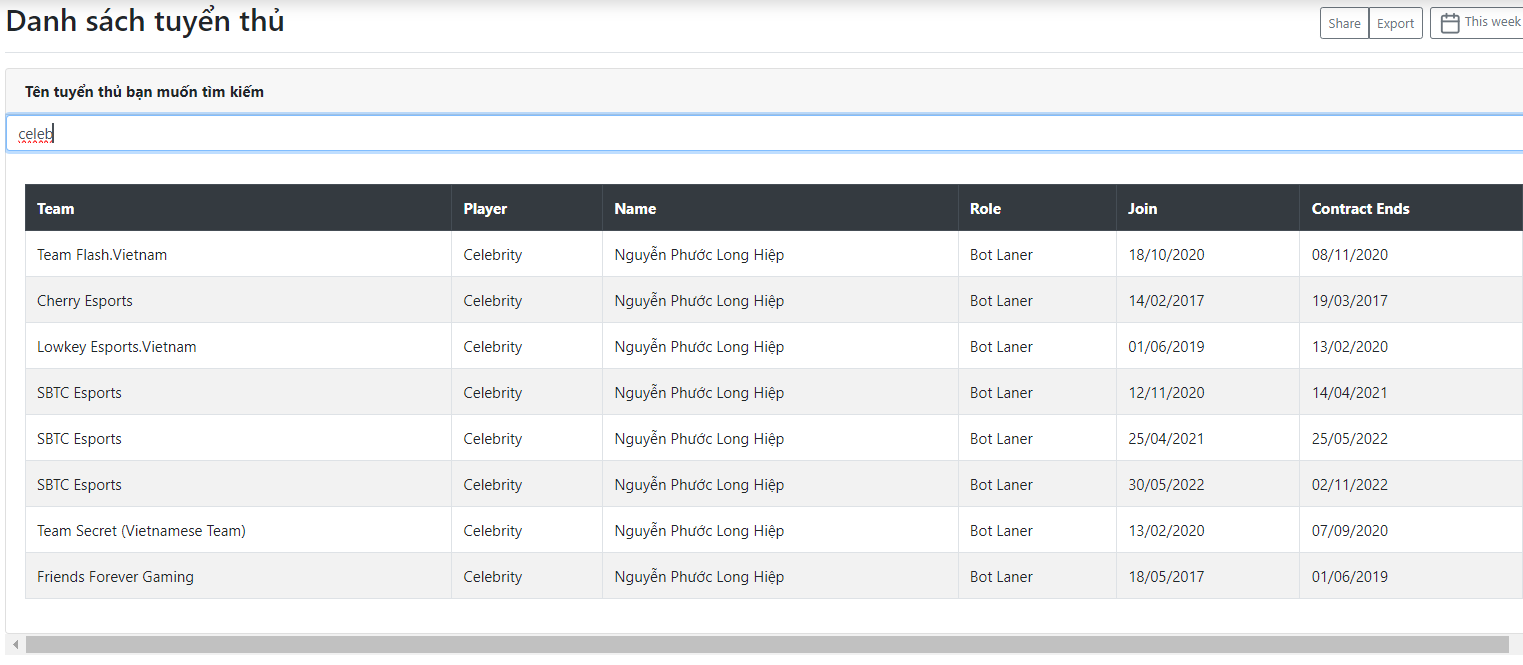 Danh sách tuyển thủ
Share Export This week
Tên tuyển thủ bạn muốn tìm kiếm
celeb
Team Player Name Role Join Contract Ends
Team Flash.Vietnam Celebrity Nguyễn Phước Long Hiệp Bot Laner 18/10/2020 08/11/2020
Cherry Esports Celebrity Nguyễn Phước Long Hiệp Bot Laner 14/02/2017 19/03/2017
Lowkey Esports.Vietnam Celebrity Nguyễn Phước Long Hiệp Bot Laner 01/06/2019 13/02/2020
SBTC Esports Celebrity Nguyễn Phước Long Hiệp Bot Laner 12/11/2020 14/04/2021
SBTC Esports Celebrity Nguyễn Phước Long Hiệp Bot Laner 25/04/2021 25/05/2022
SBTC Esports Celebrity Nguyễn Phước Long Hiệp Bot Laner 30/05/2022 02/11/2022
Team Secret (Vietnamese Team) Celebrity Nguyễn Phước Long Hiệp Bot Laner 13/02/2020 07/09/2020
Friends Forever Gaming Celebrity Nguyễn Phước Long Hiệp Bot Laner 18/05/2017 01/06/2019